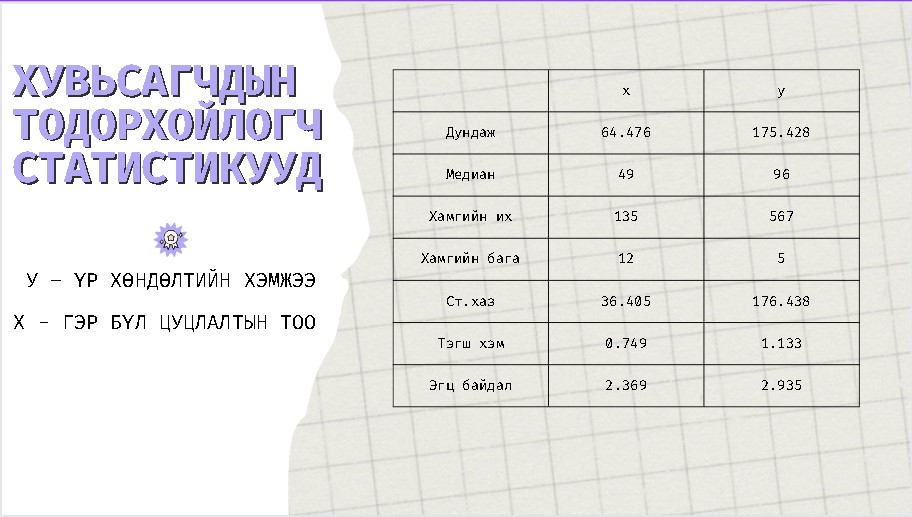 ХУВЬСАГЧДЫН
ТОДОРХОЙЛОГЧ
СТАТИСТИКУУД
У – ҮР ХӨНДӨЛТИЙН ХЭМЖЭЭ
Х – ГЭР БҮЛ ЦУЦЛАЛТЫН ТОО
x y
Дундаж 64.476 175.428
Медиан 49 96
Хамгийн их 135 567
Хамгийн бага 12 5
Ст.хаз 36.405 176.438
Тэгш хэм 0.749 1.133
Эгц байдал 2.369 2.935